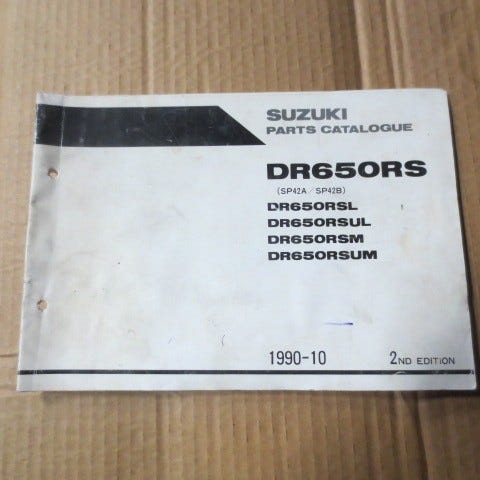 SUZUKI
PARTS CATALOGUE
DR650RS
(SP42A／SP42B)
DR650RSL
DR650RSUL
DR650RSM
DR650RSUM
1990-10 2ND EDITION